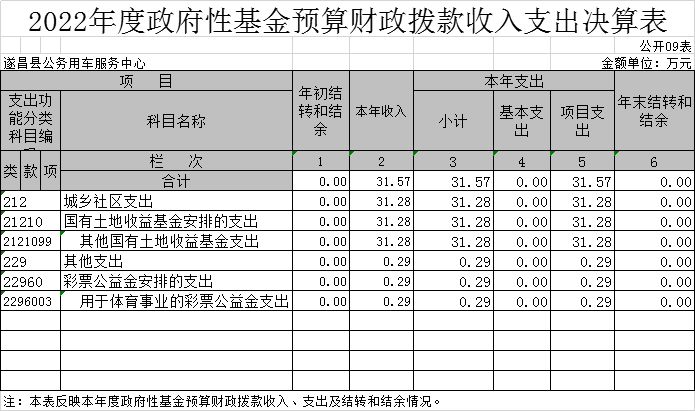 2022年度政府性基金预算财政拨款收入支出决算表
公开09表
遂昌县公务用车服务中心 金额单位：万元
项 目 年初结转和结余 本年收入 本年支出 年末结转和结余
支出功能分类科目编 科目名称 小计 基本支出 项目支出
类 款 项 栏 次 1 2 3 4 5 6
合计 0.00 31.57 31.57 0.00 31.57 0.00
212 城乡社区支出 0.00 31.28 31.28 0.00 31.28 0.00
21210 国有土地收益基金安排的支出 0.00 31.28 31.28 0.00 31.28 0.00
2121099 其他国有土地收益基金支出 0.00 31.28 31.28 0.00 31.28 0.00
229 其他支出 0.00 0.29 0.29 0.00 0.29 0.00
22960 彩票公益金安排的支出 0.00 0.29 0.29 0.00 0.29 0.00
2296003 用于体育事业的彩票公益金支出 0.00 0.29 0.29 0.00 0.29 0.00
注：本表反映本年度政府性基金预算财政拨款收入、支出及结转和结余情况。